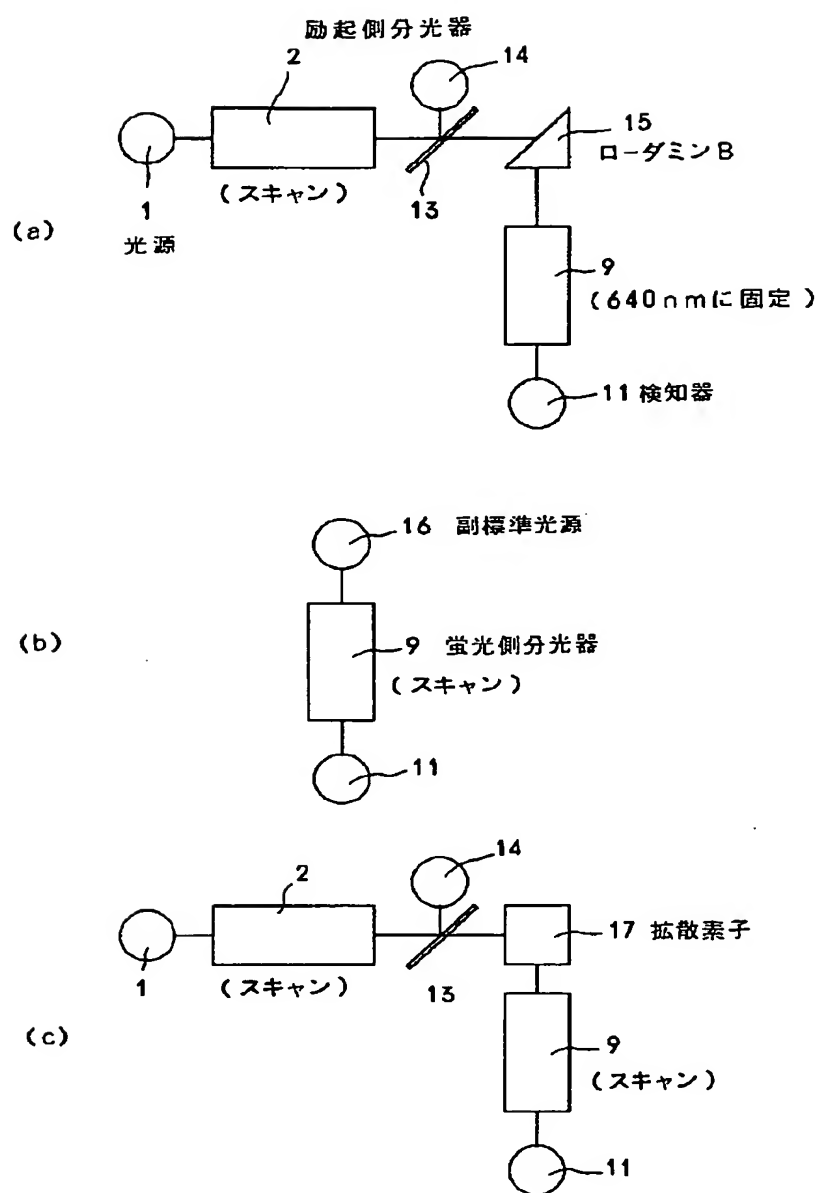 励起側分光器
2
14
15
ローダミンB
(スキャン)
13
1
光源
(a)
9
(640nmに固定)
11 検知器
16 副標準光源
(b)
9 蛍光側分光器
(スキャン)
11
2
14
17 拡散素子
1
(スキャン)
13
(c)
9
(スキャン)
11